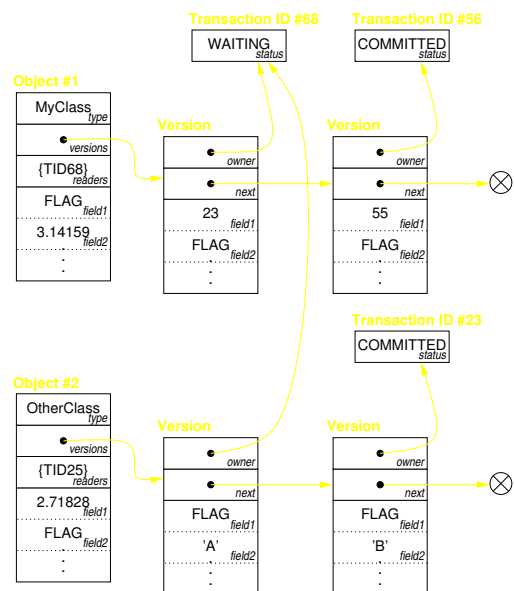 Transaction ID #68
Transaction ID #56
WAITING
status
COMMITTED
status
Object #1
MyClass
type
versions
{TID68}
readers
FLAG
field1
3.14159
field2
.
.
.
Version
owner
next
23
field1
FLAG
field2
.
.
.
Version
owner
next
55
field1
FLAG
field2
.
.
.
Transaction ID #23
COMMITTED
status
Object #2
OtherClass
type
versions
{TID25}
readers
2.71828
field1
FLAG
field2
.
.
.
Version
owner
next
FLAG
field1
'A'
field2
.
.
Version
owner
next
FLAG
field1
'B'
field2
.
.